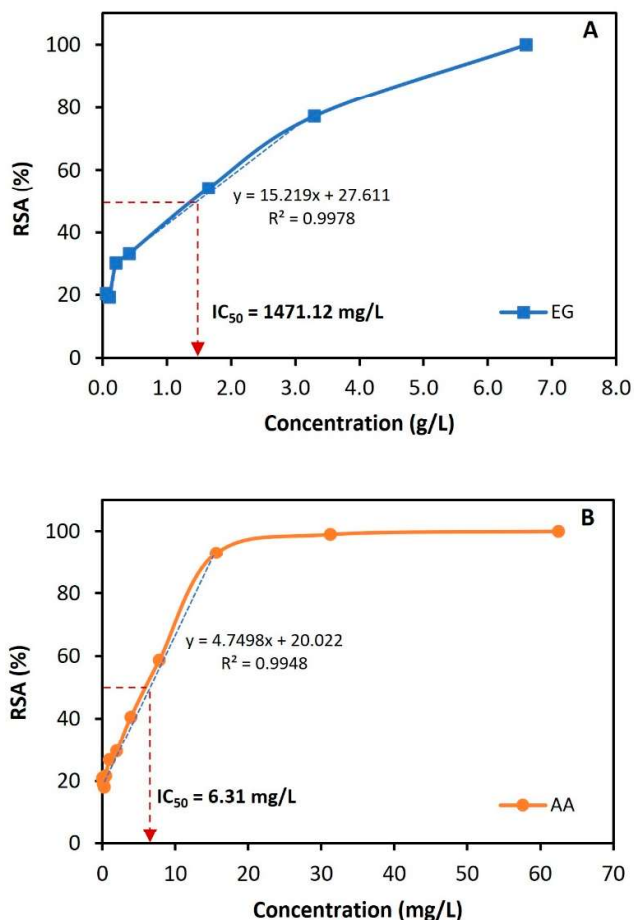 A
100
80
60
40
20
0
RSA (%)
y = 15.219x + 27.611
R² = 0.9978
IC₅₀ = 1471.12 mg/L
EG
0.0 1.0 2.0 3.0 4.0 5.0 6.0 7.0 8.0
Concentration (g/L)
B
100
80
60
40
20
0
RSA (%)
y = 4.7498x + 20.022
R² = 0.9948
IC₅₀ = 6.31 mg/L
AA
0 10 20 30 40 50 60 70
Concentration (mg/L)